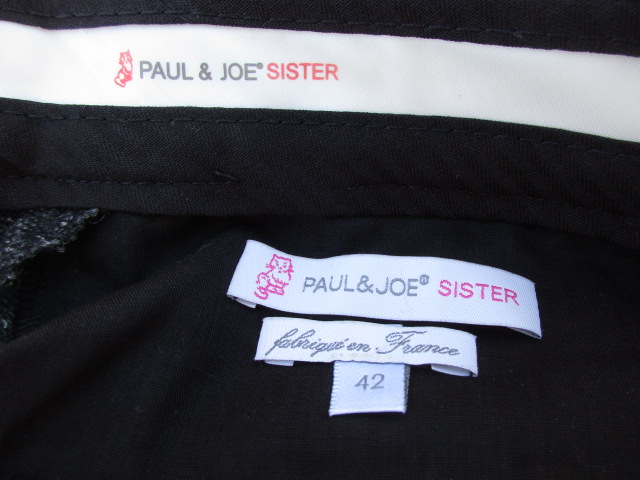 PAUL & JOE® SISTER
PAUL&JOE® SISTER
fabriqué en France
42